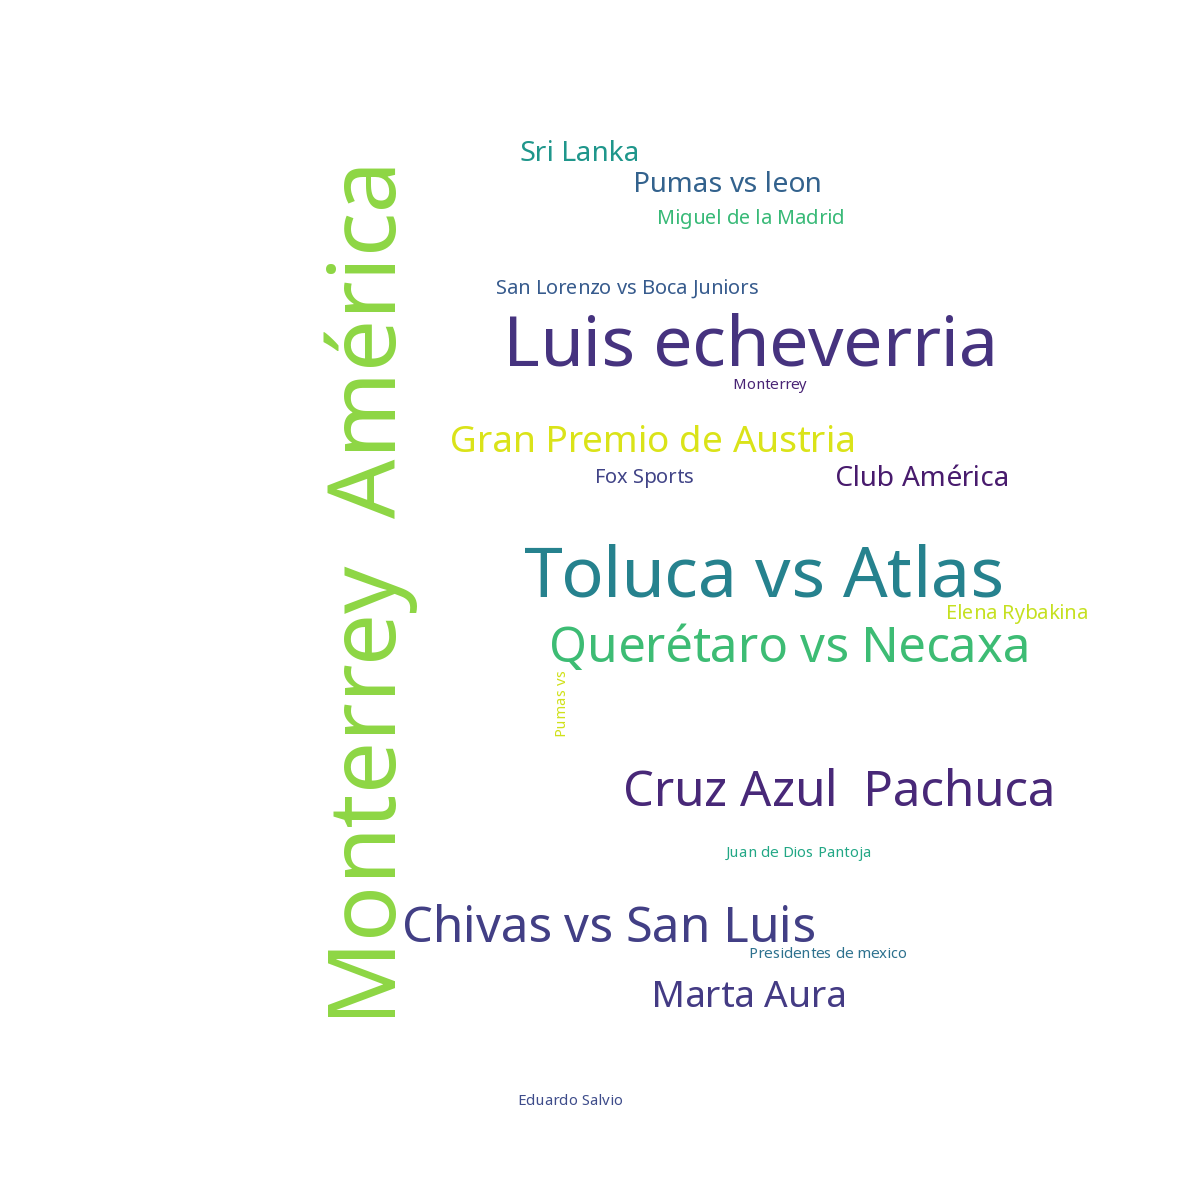 Monterrey  América
Sri Lanka
Pumas vs leon
Miguel de la Madrid
San Lorenzo vs Boca Juniors
Luis echeverria
Monterrey
Gran Premio de Austria
Fox Sports
Club América
Toluca vs Atlas
Elena Rybakina
Querétaro vs Necaxa
Pumas vs
Cruz Azul  Pachuca
Juan de Dios Pantoja
Chivas vs San Luis
Presidentes de mexico
Marta Aura
Eduardo Salvio